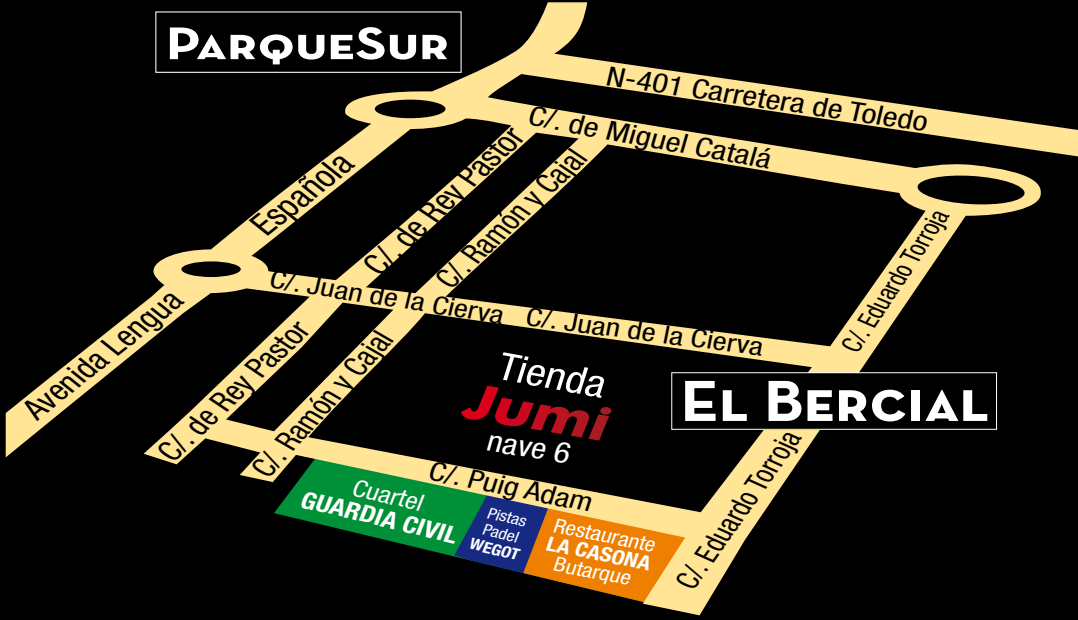 PARQUESUR
N-401 Carretera de Toledo
C/. de Miguel Catalá
Española
C/. de Rey Pastor
C/. Ramón y Cajal
C/. Eduardo Torroja
C/. Juan de la Cierva
C/. Juan de la Cierva
Avenida Lengua
C/. de Rey Pastor
C/. Ramón y Cajal
Tienda
Jumi
nave 6
EL BERCIAL
C/. Puig Adam
C/. Eduardo Torroja
Cuartel
GUARDIA CIVIL
Pistas
Padel
WEGOT
Restaurante
LA CASONA
Butarque